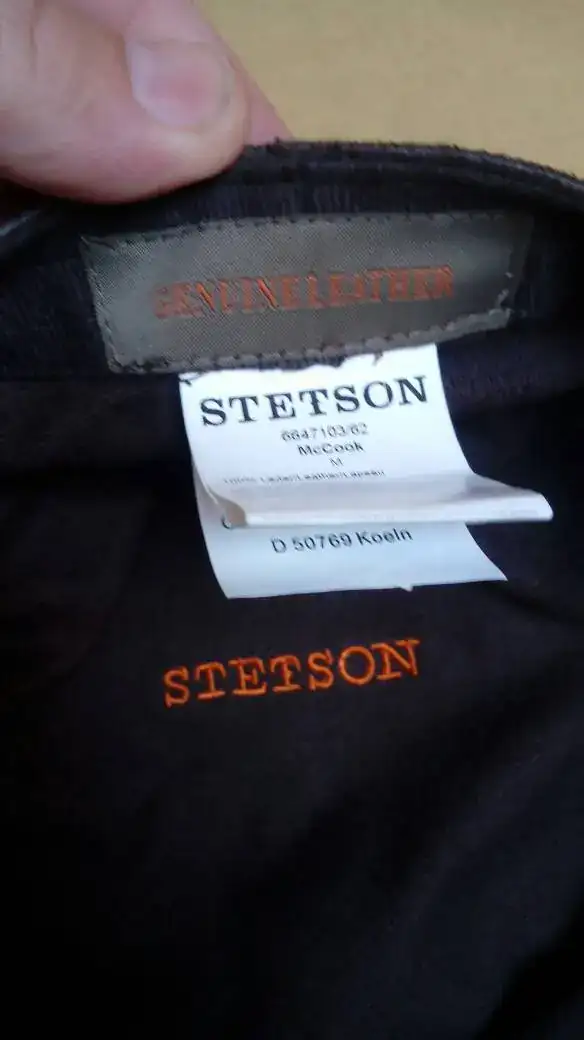 GENUINE LEATHER
STETSON
6647103/62
McCook
M
D 50769 Koeln
STETSON